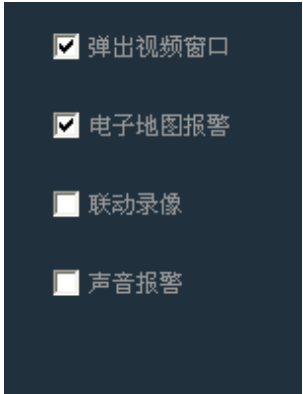 弹出视频窗口
电子地图报警
联动录像
声音报警